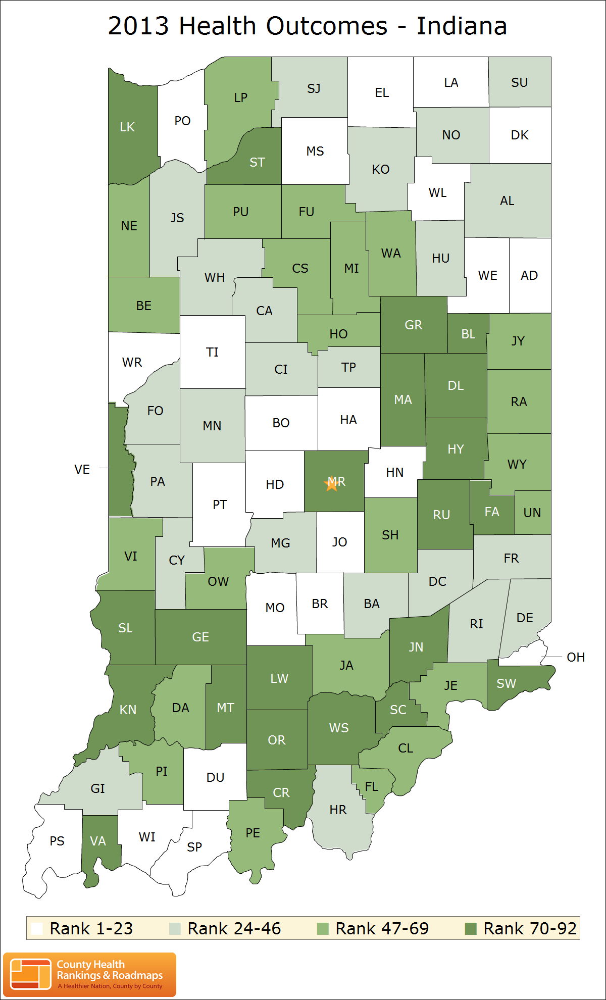 2013 Health Outcomes - Indiana
LA
SU
SJ
EL
LP
PO
LK
NO
DK
MS
ST
KO
WL
AL
PU
FU
JS
NE
WA
HU
CS
MI
WE
AD
WH
BE
CA
GR
HO
BL
JY
TI
WR
TP
CI
DL
MA
RA
FO
HA
BO
MN
HY
WY
VE
HN
PA
MR
HD
PT
FA
UN
RU
SH
JO
MG
VI
FR
CY
OW
DC
BR
BA
MO
DE
RI
SL
GE
JN
OH
JA
LW
SW
JE
DA
MT
KN
SC
WS
OR
CL
PI
DU
FL
GI
CR
HR
PE
WI
PS
VA
SP
Rank 1-23 Rank 24-46 Rank 47-69 Rank 70-92
County Health
Rankings & Roadmaps
A Healthier Nation, County by County